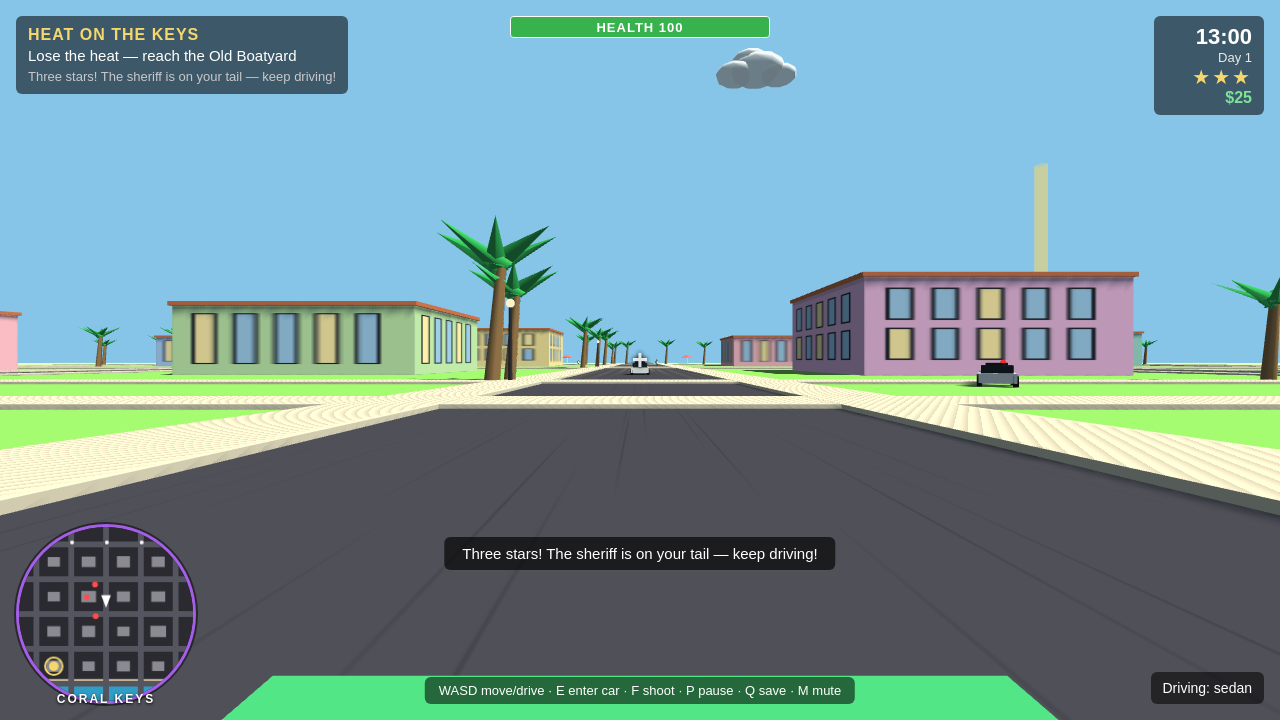 HEAT ON THE KEYS
Lose the heat — reach the Old Boatyard
Three stars! The sheriff is on your tail — keep driving!
HEALTH 100
13:00
Day 1
★★★
$25
Three stars! The sheriff is on your tail — keep driving!
CORAL KEYS
WASD move/drive · E enter car · F shoot · P pause · Q save · M mute
Driving: sedan